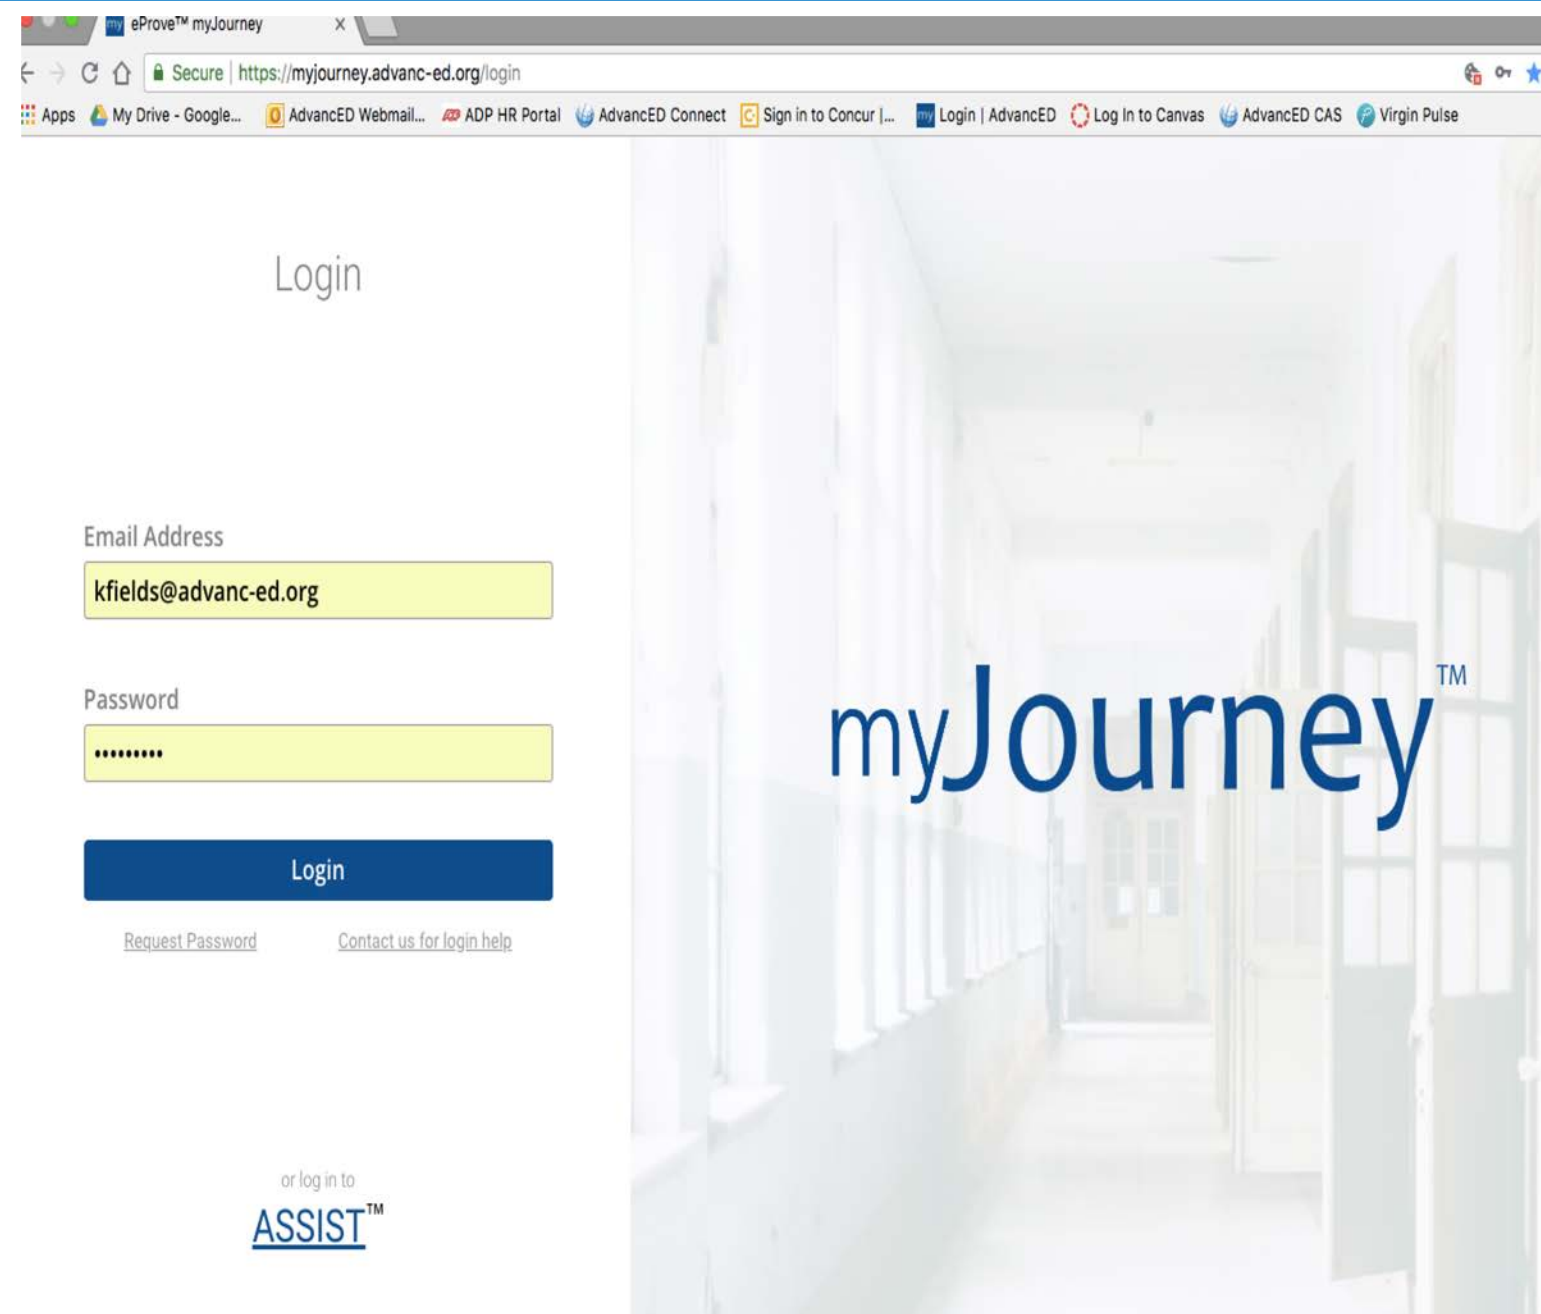 my eProve™ myJourney
Secure | https://myjourney.advanc-ed.org/login
Apps My Drive - Google... AdvancED Webmail... ADP HR Portal AdvancED Connect Sign in to Concur |... my Login | AdvancED Log In to Canvas AdvancED CAS Virgin Pulse
Login
Email Address
kfields@advanc-ed.org
Password
•••••••••
Login
Request Password Contact us for login help
or log in to
ASSIST™
myJourney™